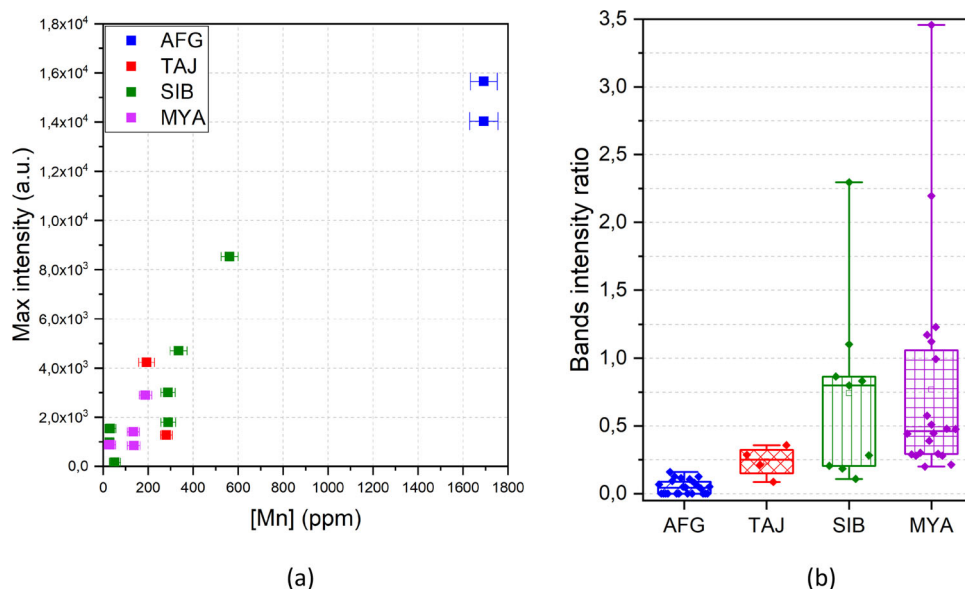 1,8x10⁴
1,6x10⁴
1,4x10⁴
1,2x10⁴
1,0x10⁴
8,0x10³
6,0x10³
4,0x10³
2,0x10³
0,0
Max intensity (a.u.)
AFG
TAJ
SIB
MYA
0 200 400 600 800 1000 1200 1400 1600 1800
[Mn] (ppm)
(a)
3,5
3,0
2,5
2,0
1,5
1,0
0,5
0,0
Bands intensity ratio
AFG TAJ SIB MYA
(b)